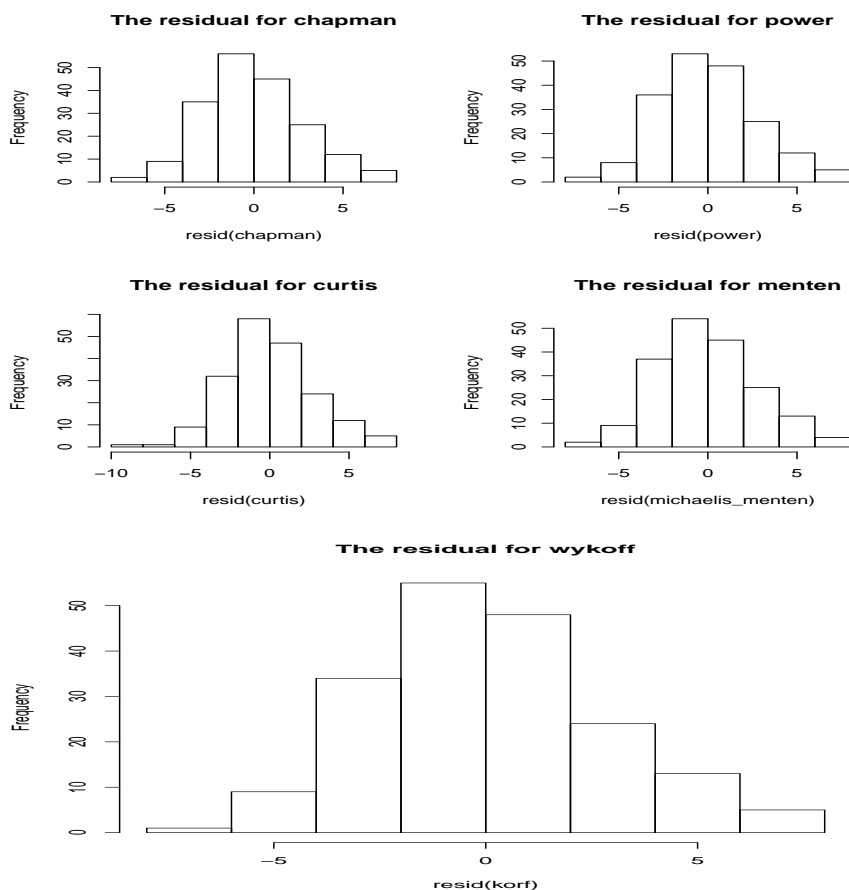 The residual for chapman
Frequency
0 10 20 30 40 50
−5 0 5
resid(chapman)
The residual for power
Frequency
0 10 20 30 40 50
−5 0 5
resid(power)
The residual for curtis
Frequency
0 10 30 50
−10 −5 0 5
resid(curtis)
The residual for menten
Frequency
0 10 20 30 40 50
−5 0 5
resid(michaelis_menten)
The residual for wykoff
Frequency
0 10 20 30 40 50
−5 0 5
resid(korf)